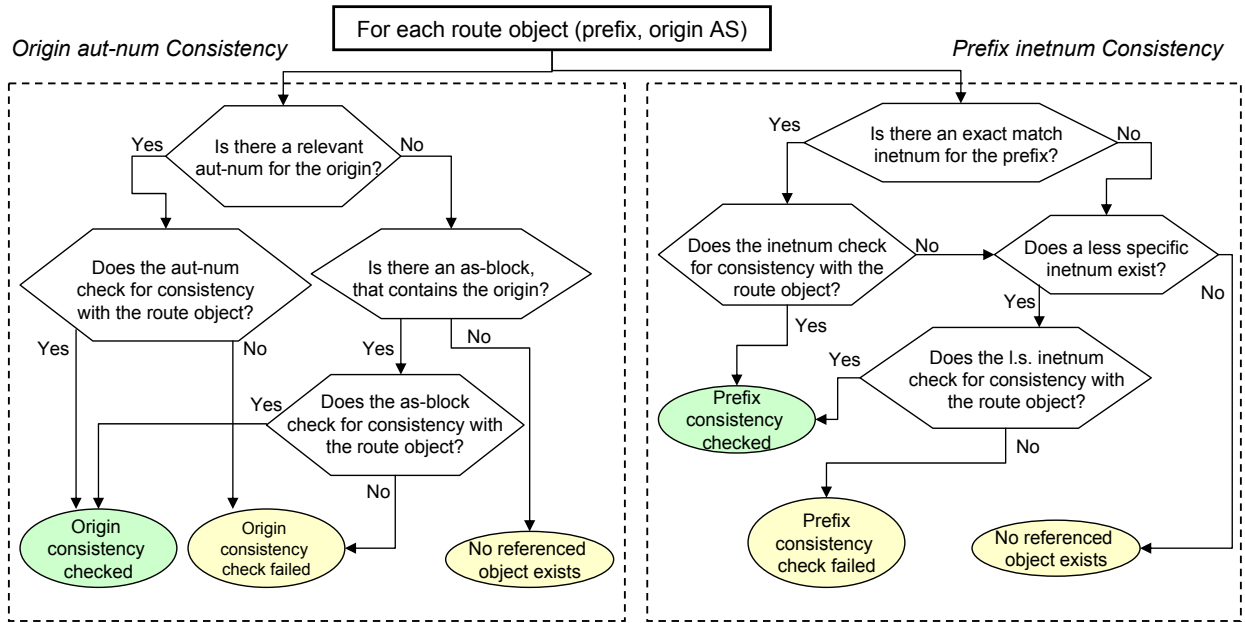 For each route object (prefix, origin AS)
Origin aut-num Consistency
Prefix inetnum Consistency
Yes
Is there a relevant
aut-num for the origin?
No
Does the aut-num
check for consistency
with the route object?
Is there an as-block,
that contains the origin?
Yes
No
Yes
No
Yes
Does the as-block
check for consistency with
the route object?
No
Origin
consistency
checked
Origin
consistency
check failed
No referenced
object exists
Yes
Is there an exact match
inetnum for the prefix?
No
Does the inetnum check
for consistency with the
route object?
No
Does a less specific
inetnum exist?
Yes
No
Yes
Yes
Does the l.s. inetnum
check for consistency with
the route object?
Prefix
consistency
checked
No
Prefix
consistency
check failed
No referenced
object exists